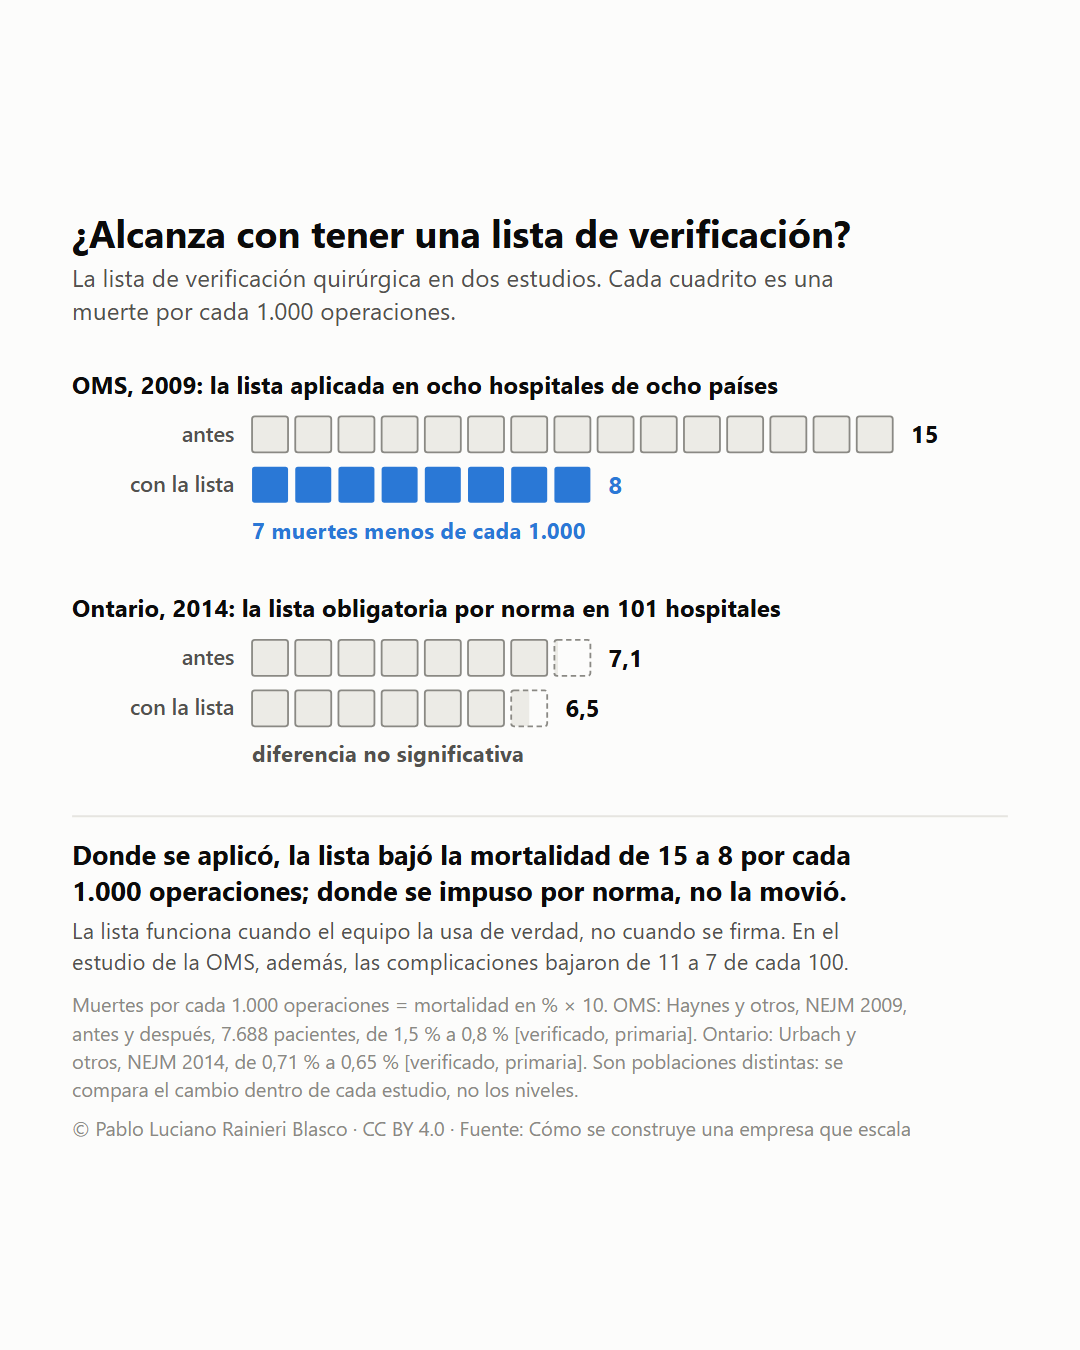 ¿Alcanza con tener una lista de verificación?
La lista de verificación quirúrgica en dos estudios. Cada cuadrito es una
muerte por cada 1.000 operaciones.
OMS, 2009: la lista aplicada en ocho hospitales de ocho países
antes 15
con la lista 8
7 muertes menos de cada 1.000
Ontario, 2014: la lista obligatoria por norma en 101 hospitales
antes 7,1
con la lista 6,5
diferencia no significativa
Donde se aplicó, la lista bajó la mortalidad de 15 a 8 por cada
1.000 operaciones; donde se impuso por norma, no la movió.
La lista funciona cuando el equipo la usa de verdad, no cuando se firma. En el
estudio de la OMS, además, las complicaciones bajaron de 11 a 7 de cada 100.
Muertes por cada 1.000 operaciones = mortalidad en % × 10. OMS: Haynes y otros, NEJM 2009,
antes y después, 7.688 pacientes, de 1,5 % a 0,8 % [verificado, primaria]. Ontario: Urbach y
otros, NEJM 2014, de 0,71 % a 0,65 % [verificado, primaria]. Son poblaciones distintas: se
compara el cambio dentro de cada estudio, no los niveles.
© Pablo Luciano Rainieri Blasco · CC BY 4.0 · Fuente: Cómo se construye una empresa que escala